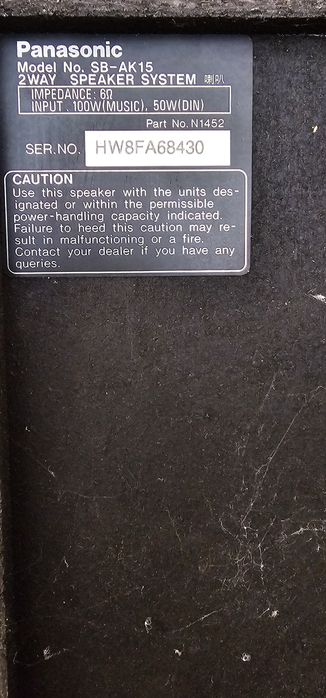 Panasonic
Model No. SB-AK15
2WAY SPEAKER SYSTEM 喇叭
IMPEDANCE: 6Ω
INPUT: 100W(MUSIC), 50W(DIN)
Part No. N1452
SER.NO. HW8FA68430
CAUTION
Use this speaker with the units des-
ignated or within the permissible
power-handling capacity indicated.
Failure to heed this caution may re-
sult in malfunctioning or a fire.
Contact your dealer if you have any
queries.